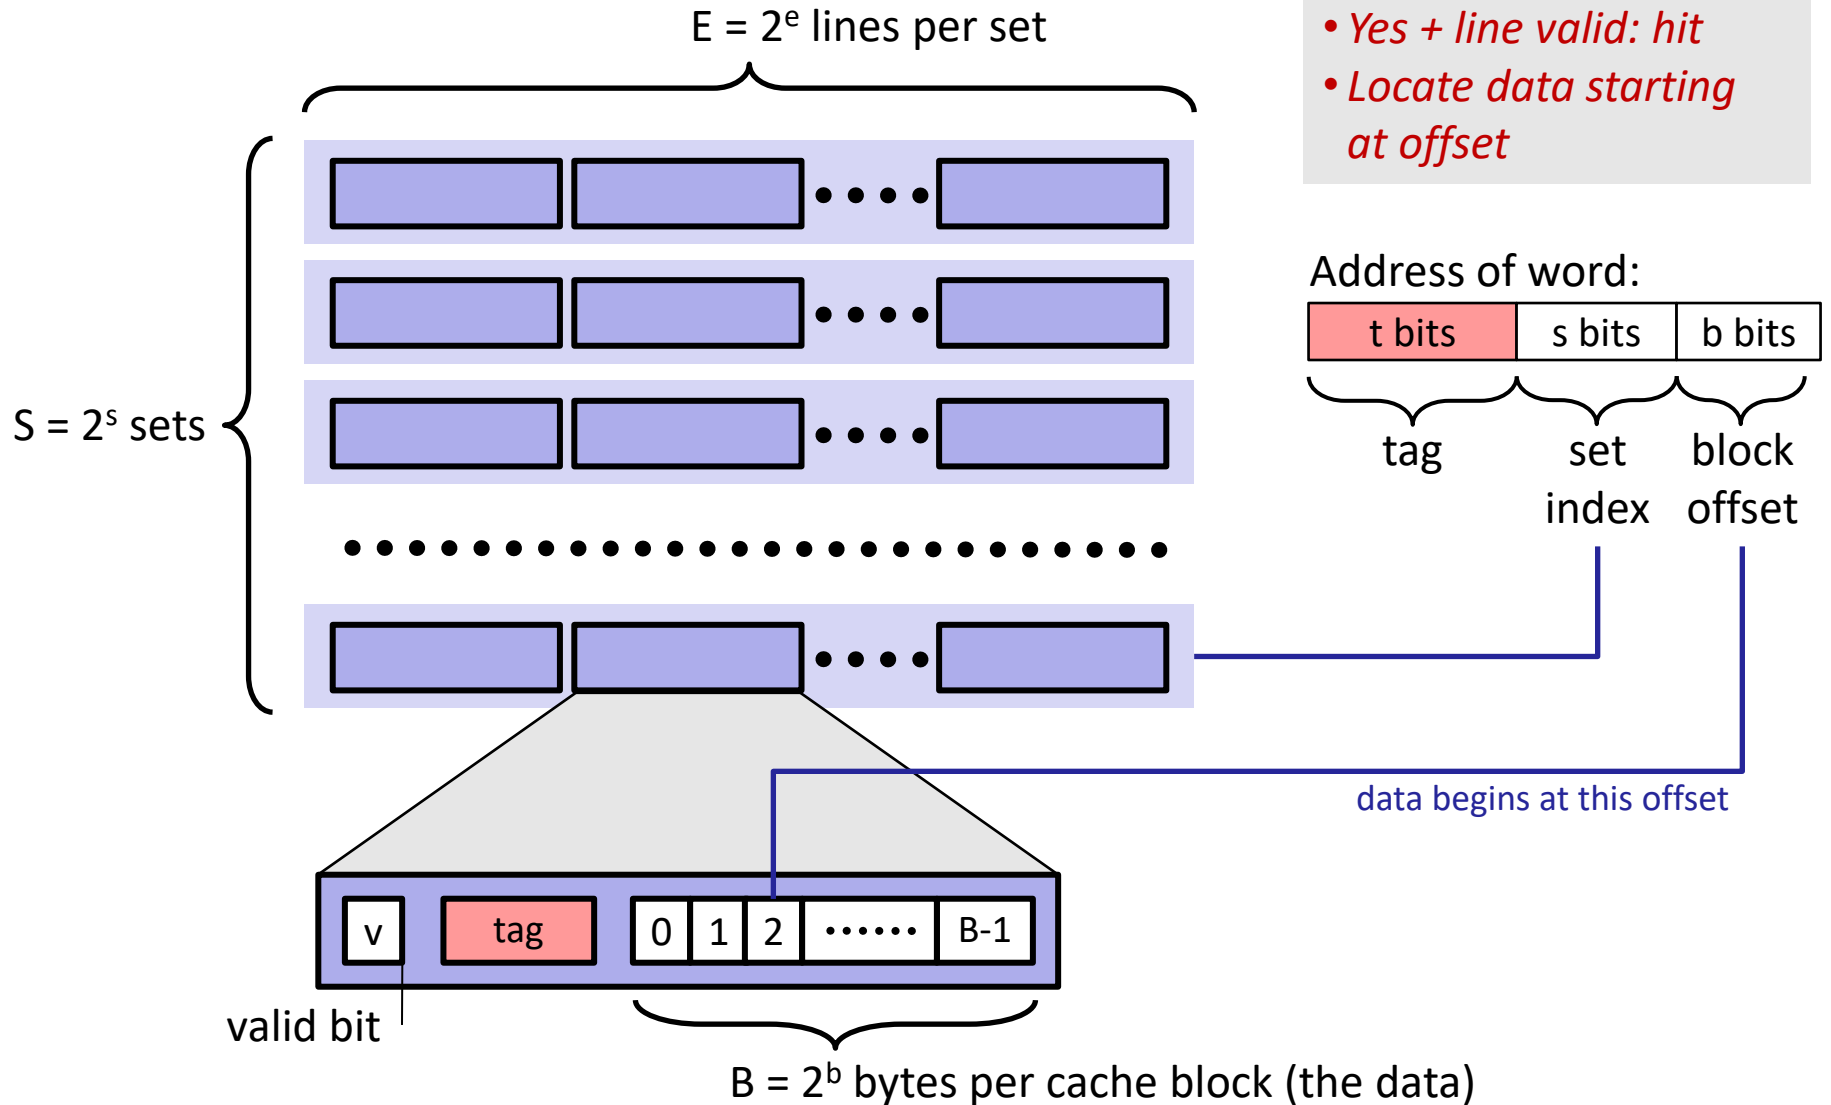 E = 2ᵉ lines per set
• Yes + line valid: hit
• Locate data starting
at offset
Address of word:
t bits s bits b bits
tag set block
index offset
S = 2ˢ sets
data begins at this offset
v tag 0 1 2 •••••• B-1
valid bit
B = 2ᵇ bytes per cache block (the data)